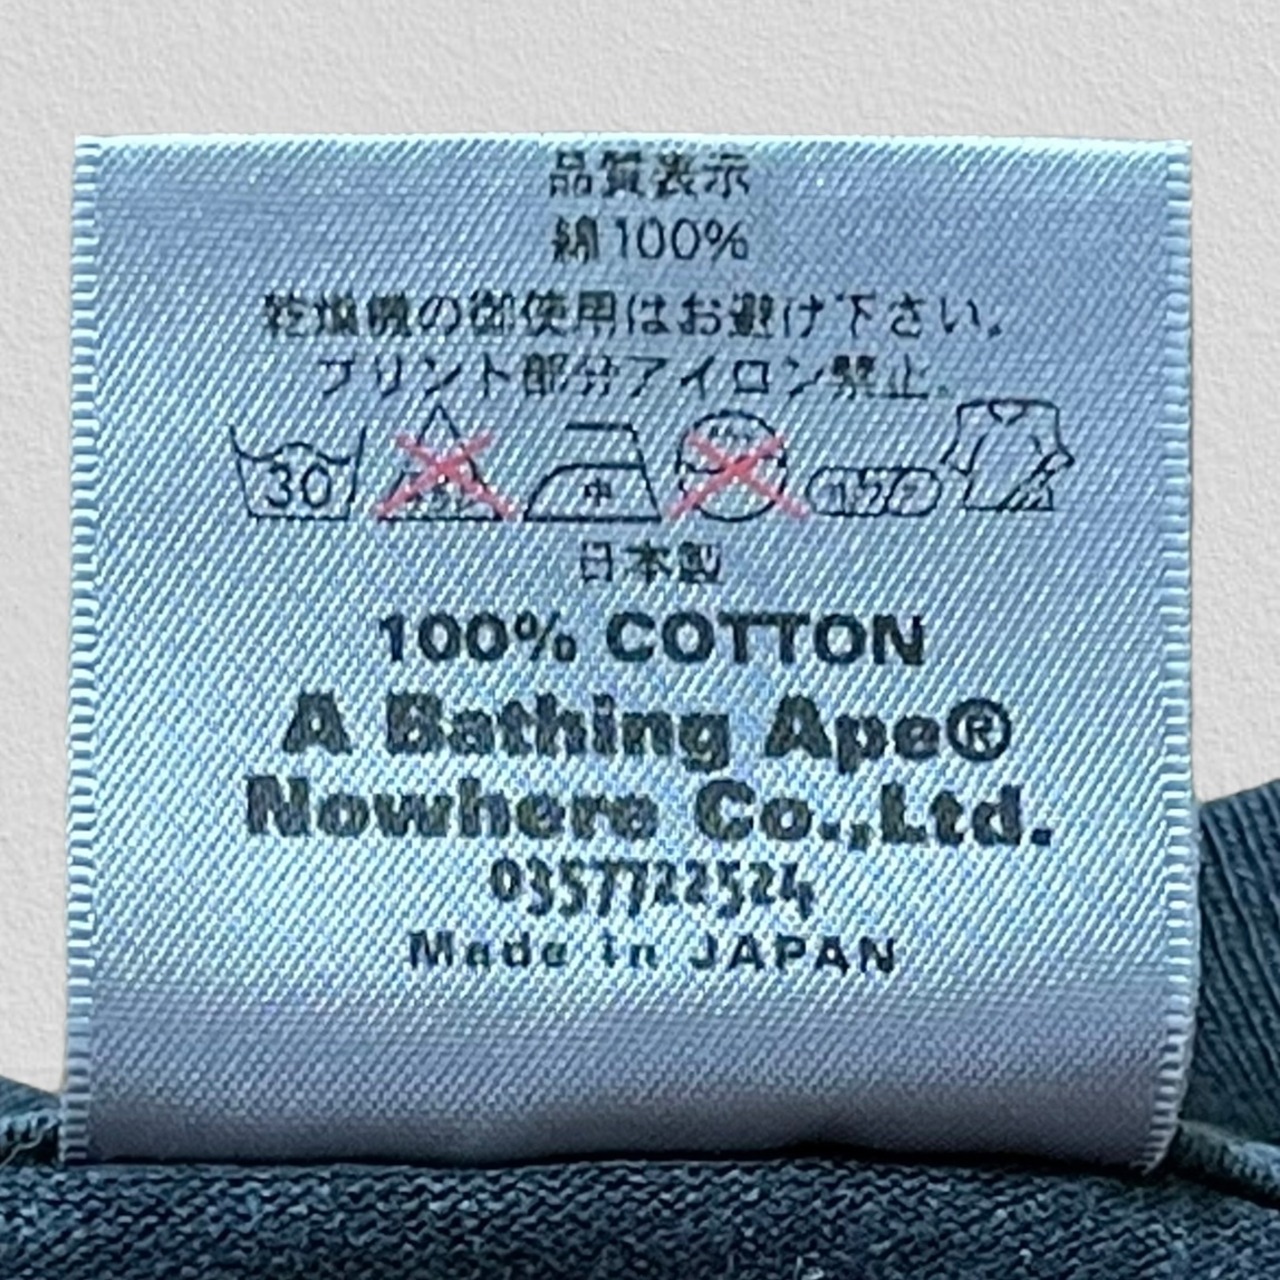 品質表示
綿100%
乾燥機の御使用はお避け下さい。
プリント部分アイロン禁止。
30 中
日本製
100% COTTON
A Bathing Ape®
Nowhere Co.,Ltd.
0357722524
Made in JAPAN